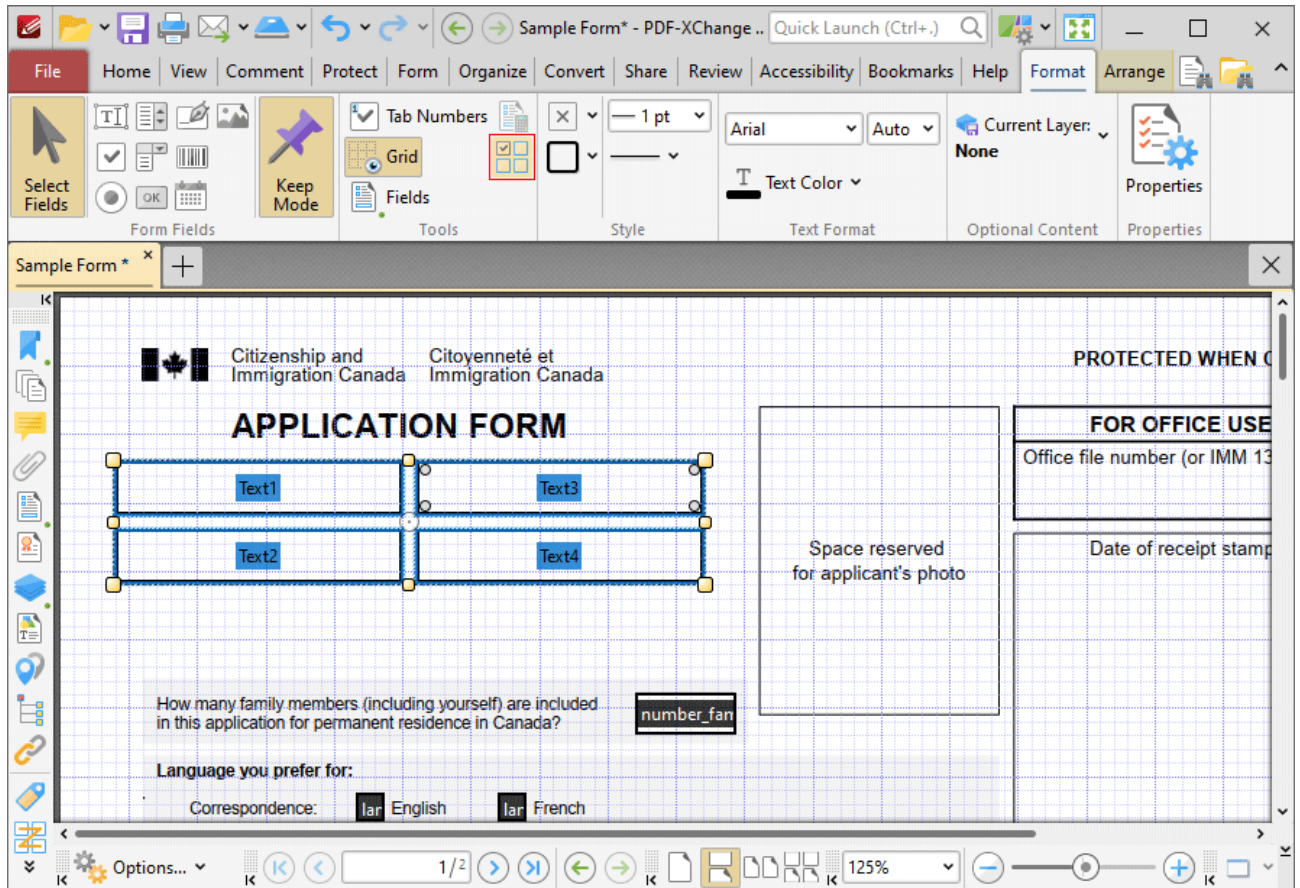 Sample Form* - PDF-XChange .. Quick Launch (Ctrl+.)
File Home View Comment Protect Form Organize Convert Share Review Accessibility Bookmarks Help Format Arrange
Select Fields
OK
Form Fields
Keep Mode
Tab Numbers
Grid
Fields
Tools
1 pt
Style
Arial Auto
Text Color
Text Format
Current Layer:
None
Optional Content
Properties
Properties
Sample Form *
Citizenship and Citoyenneté et PROTECTED WHEN
Immigration Canada Immigration Canada
APPLICATION FORM
FOR OFFICE USE
Office file number (or IMM 13
Text1 Text3
Text2 Text4
Space reserved
for applicant's photo
Date of receipt stamp
How many family members (including yourself) are included
in this application for permanent residence in Canada?
number_fan
Language you prefer for:
Correspondence: lar English lar French
Options... 1/2 125%